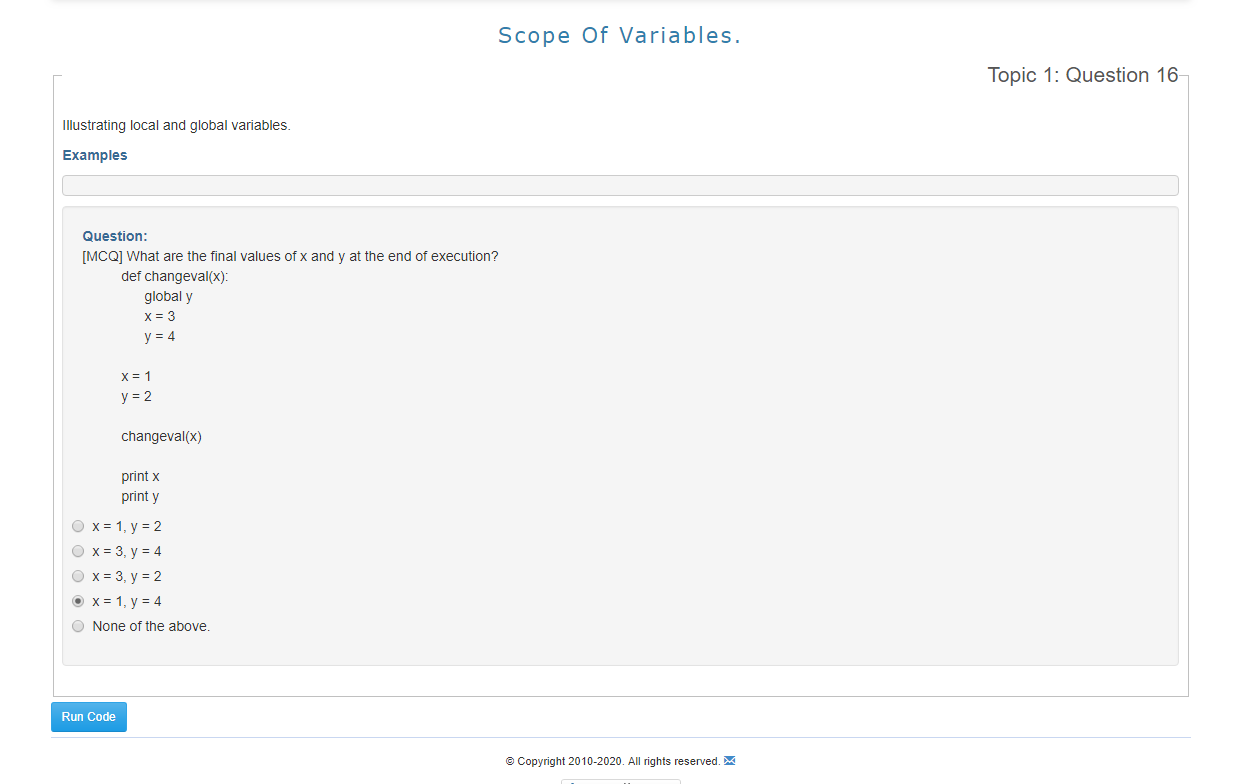 Scope Of Variables.
Topic 1: Question 16
Illustrating local and global variables.
Examples
Question:
[MCQ] What are the final values of x and y at the end of execution?
def changeval(x):
global y
x = 3
y = 4
x = 1
y = 2
changeval(x)
print x
print y
x = 1, y = 2
x = 3, y = 4
x = 3, y = 2
x = 1, y = 4
None of the above.
Run Code
© Copyright 2010-2020. All rights reserved.